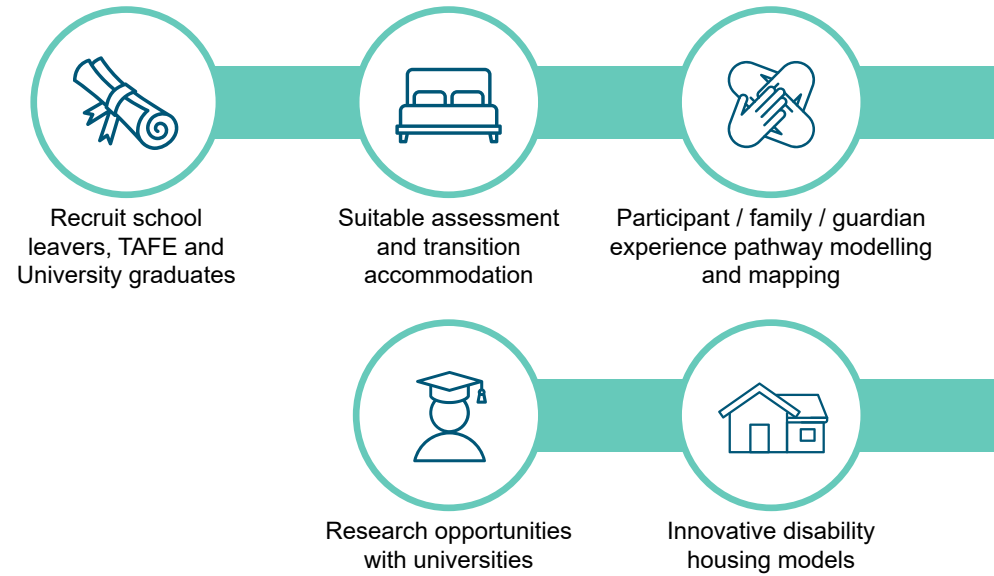 Recruit school
leavers, TAFE and
University graduates
Suitable assessment
and transition
accommodation
Participant / family / guardian
experience pathway modelling
and mapping
Research opportunities
with universities
Innovative disability
housing models